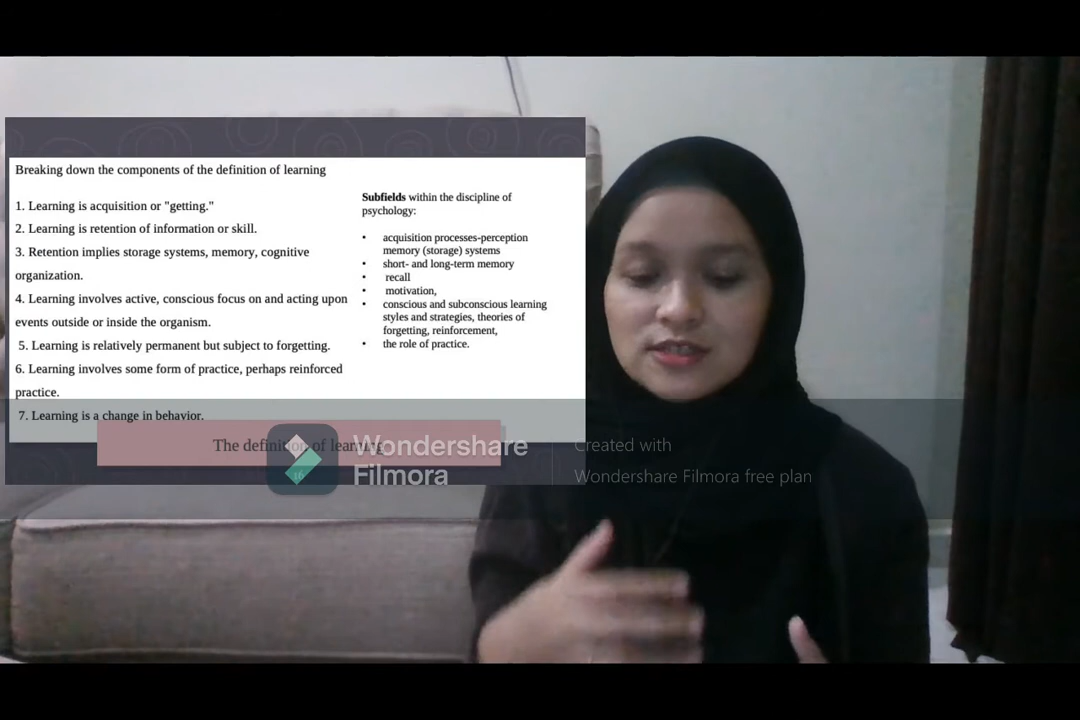 Breaking down the components of the definition of learning
1. Learning is acquisition or "getting."
2. Learning is retention of information or skill.
3. Retention implies storage systems, memory, cognitive
organization.
4. Learning involves active, conscious focus on and acting upon
events outside or inside the organism.
5. Learning is relatively permanent but subject to forgetting.
6. Learning involves some form of practice, perhaps reinforced
practice.
7. Learning is a change in behavior.
Subfields within the discipline of
psychology:
• acquisition processes-perception
memory (storage) systems
• short- and long-term memory
• recall
• motivation,
• conscious and subconscious learning
styles and strategies, theories of
forgetting, reinforcement,
• the role of practice.
The definition of learning
16
Wondershare
Filmora
Created with
Wondershare Filmora free plan